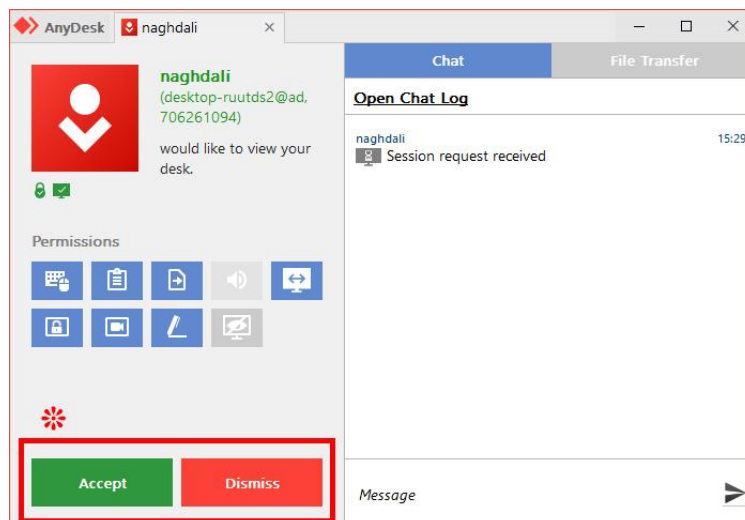 AnyDesk
naghdali
naghdali
(desktop-ruutds2@ad,
706261094)
would like to view your
desk.
Permissions
Accept
Dismiss
Chat
File Transfer
Open Chat Log
naghdali
15:29
Session request received
Message